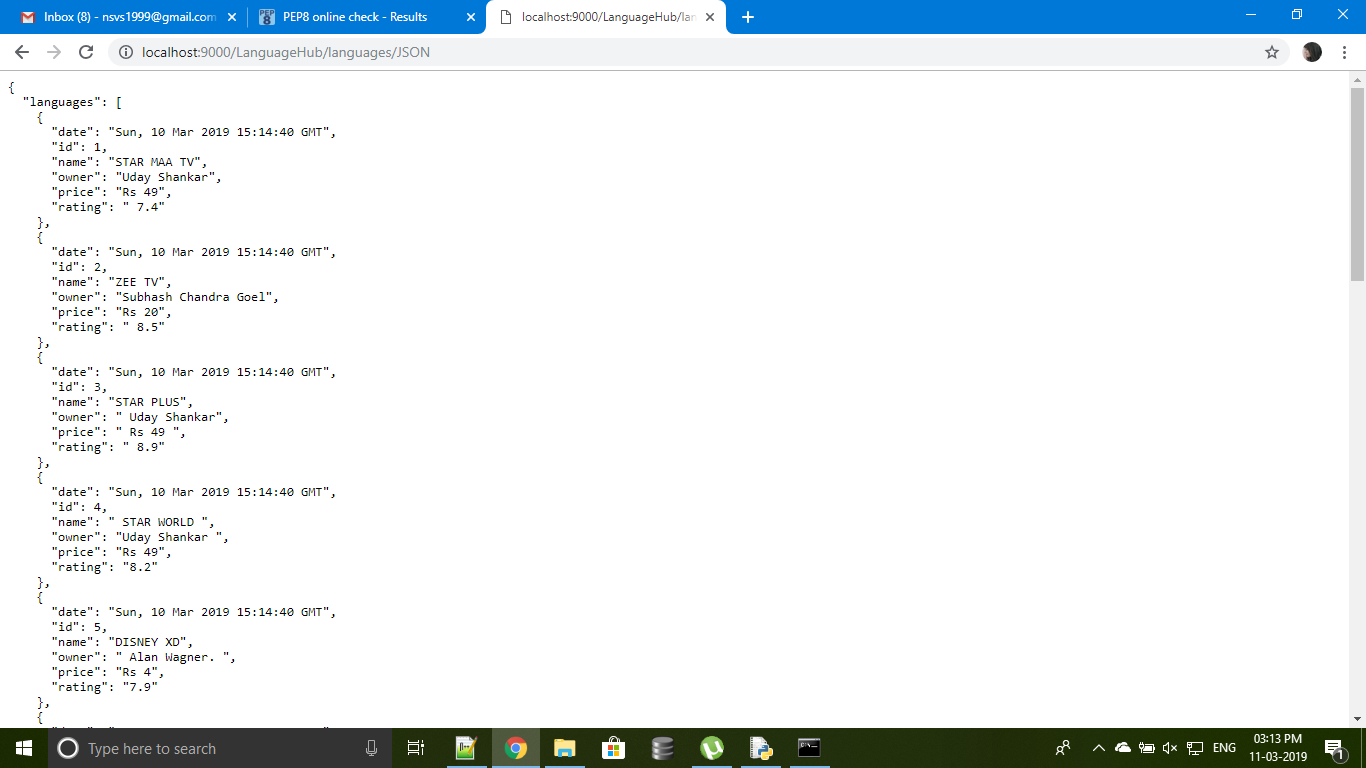 Inbox (8) - nsvs1999@gmail.com
PEP8 online check - Results
localhost:9000/LanguageHub/lan
localhost:9000/LanguageHub/languages/JSON
{
"languages": [
{
"date": "Sun, 10 Mar 2019 15:14:40 GMT",
"id": 1,
"name": "STAR MAA TV",
"owner": "Uday Shankar",
"price": "Rs 49",
"rating": " 7.4"
},
{
"date": "Sun, 10 Mar 2019 15:14:40 GMT",
"id": 2,
"name": "ZEE TV",
"owner": "Subhash Chandra Goel",
"price": "Rs 20",
"rating": " 8.5"
},
{
"date": "Sun, 10 Mar 2019 15:14:40 GMT",
"id": 3,
"name": "STAR PLUS",
"owner": " Uday Shankar",
"price": " Rs 49 ",
"rating": " 8.9"
},
{
"date": "Sun, 10 Mar 2019 15:14:40 GMT",
"id": 4,
"name": " STAR WORLD ",
"owner": "Uday Shankar ",
"price": "Rs 49",
"rating": "8.2"
},
{
"date": "Sun, 10 Mar 2019 15:14:40 GMT",
"id": 5,
"name": "DISNEY XD",
"owner": " Alan Wagner. ",
"price": "Rs 4",
"rating": "7.9"
},
{
Type here to search
ENG
03:13 PM
11-03-2019
1